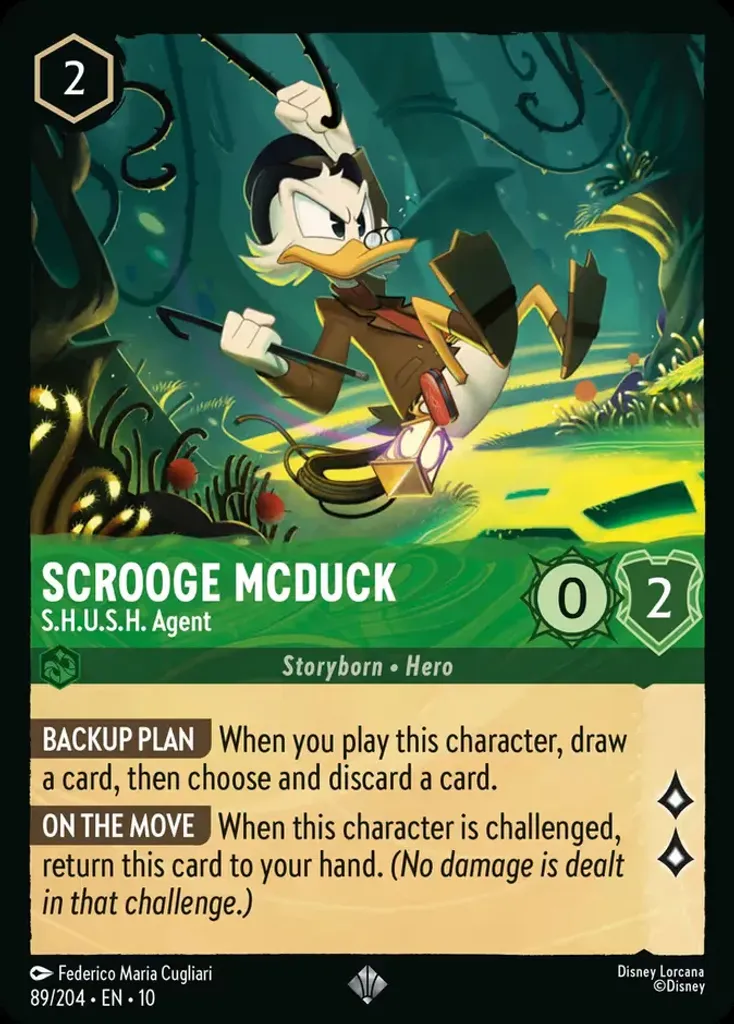 2
SCROOGE MCDUCK
S.H.U.S.H. Agent
0
2
Storyborn • Hero
BACKUP PLAN When you play this character, draw
a card, then choose and discard a card.
ON THE MOVE When this character is challenged,
return this card to your hand. (No damage is dealt
in that challenge.)
Federico Maria Cugliari
89/204 • EN • 10
Disney Lorcana
©Disney